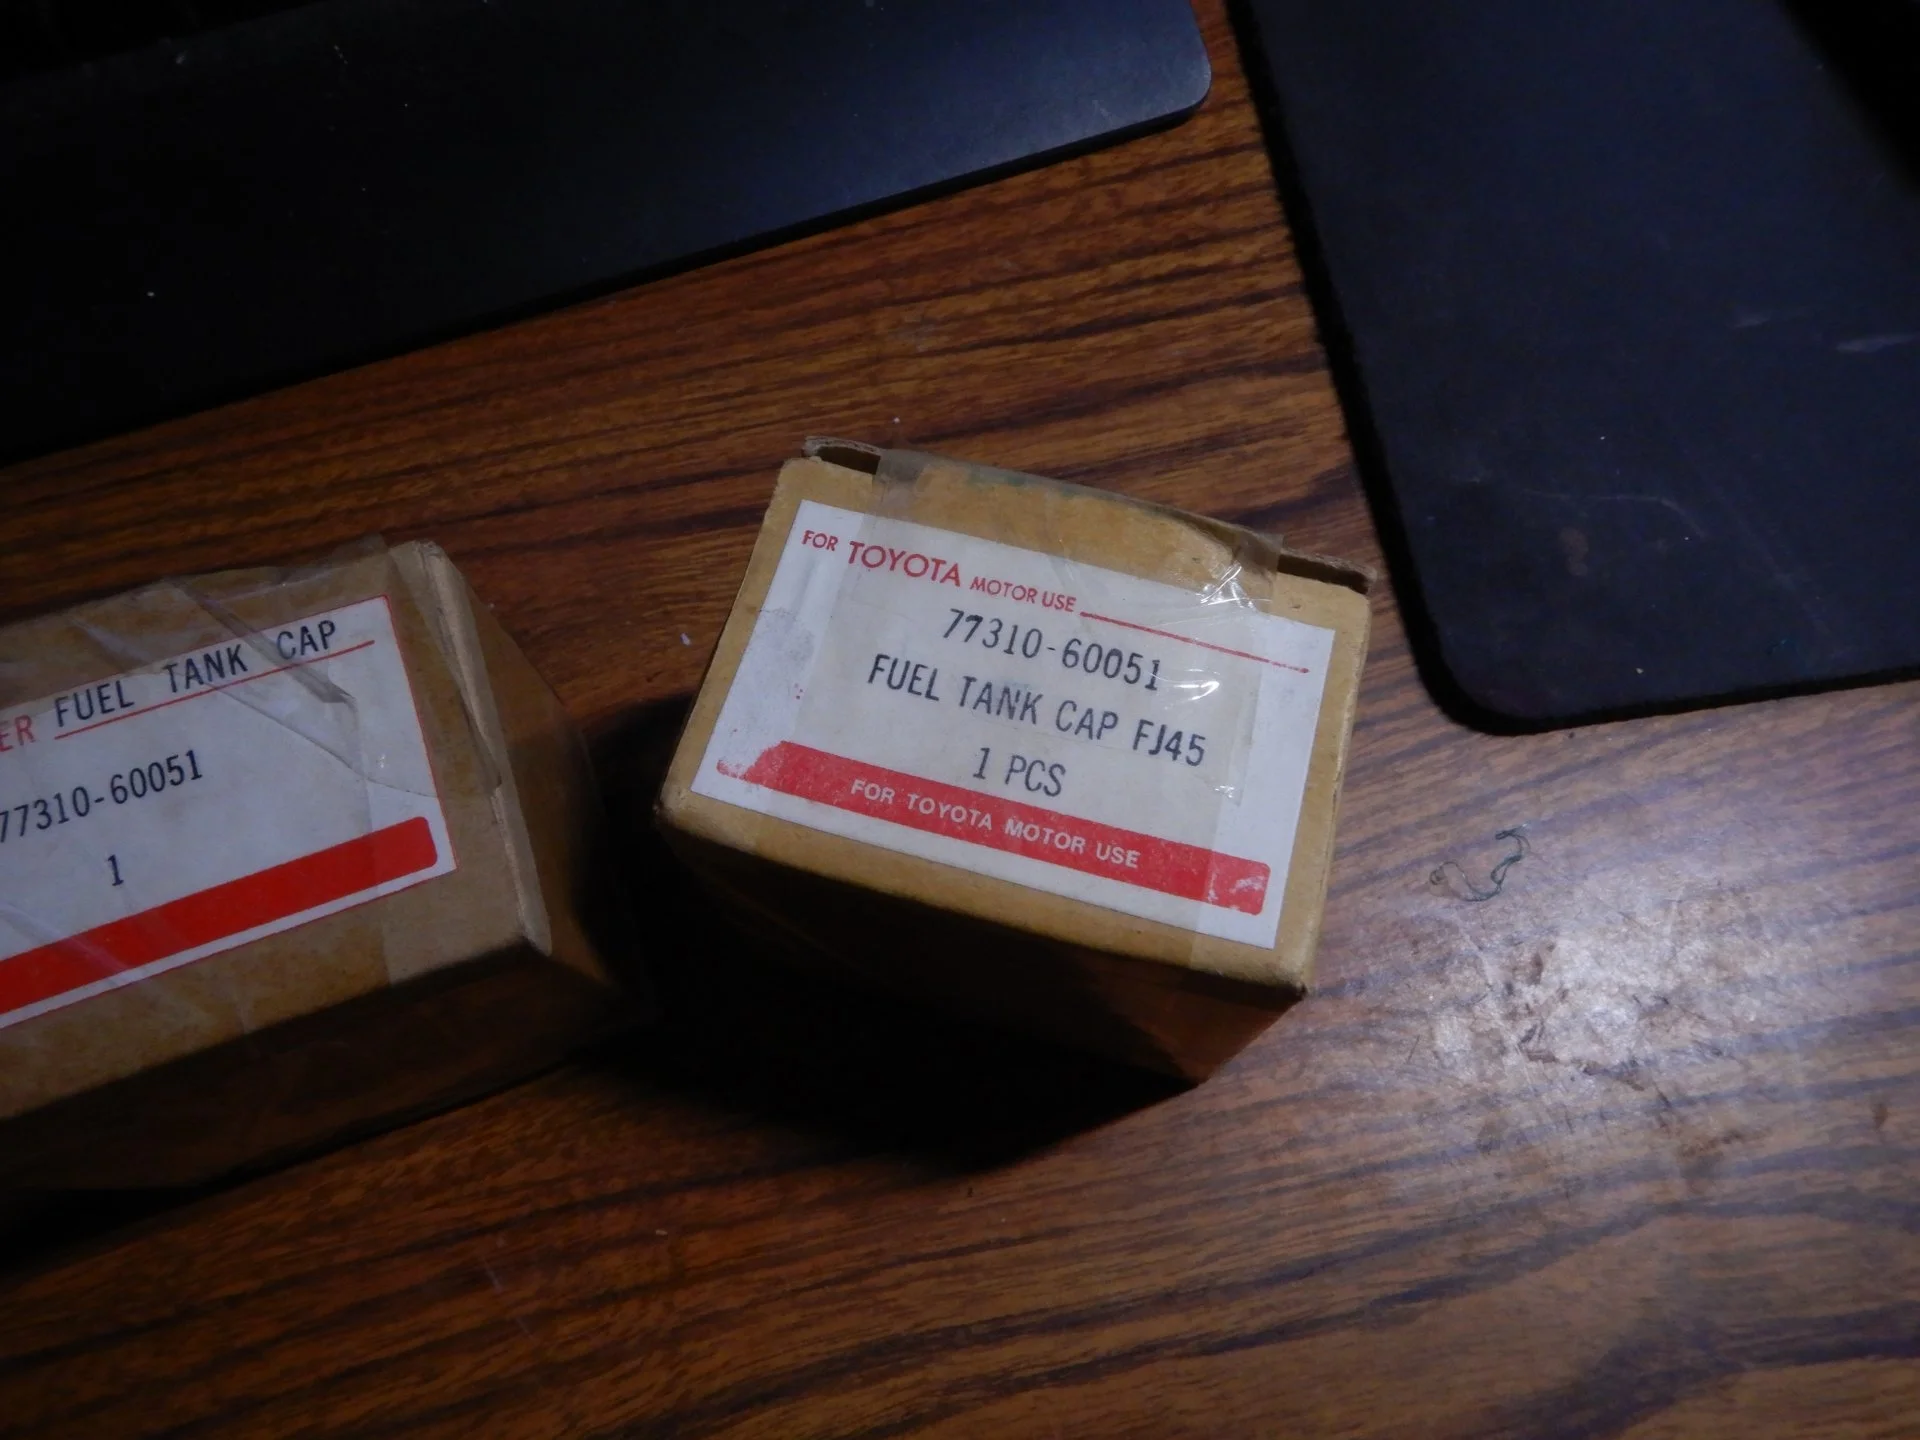 FUEL TANK CAP
77310-60051
1
FOR TOYOTA MOTOR USE
77310-60051
FUEL TANK CAP FJ45
1 PCS
FOR TOYOTA MOTOR USE